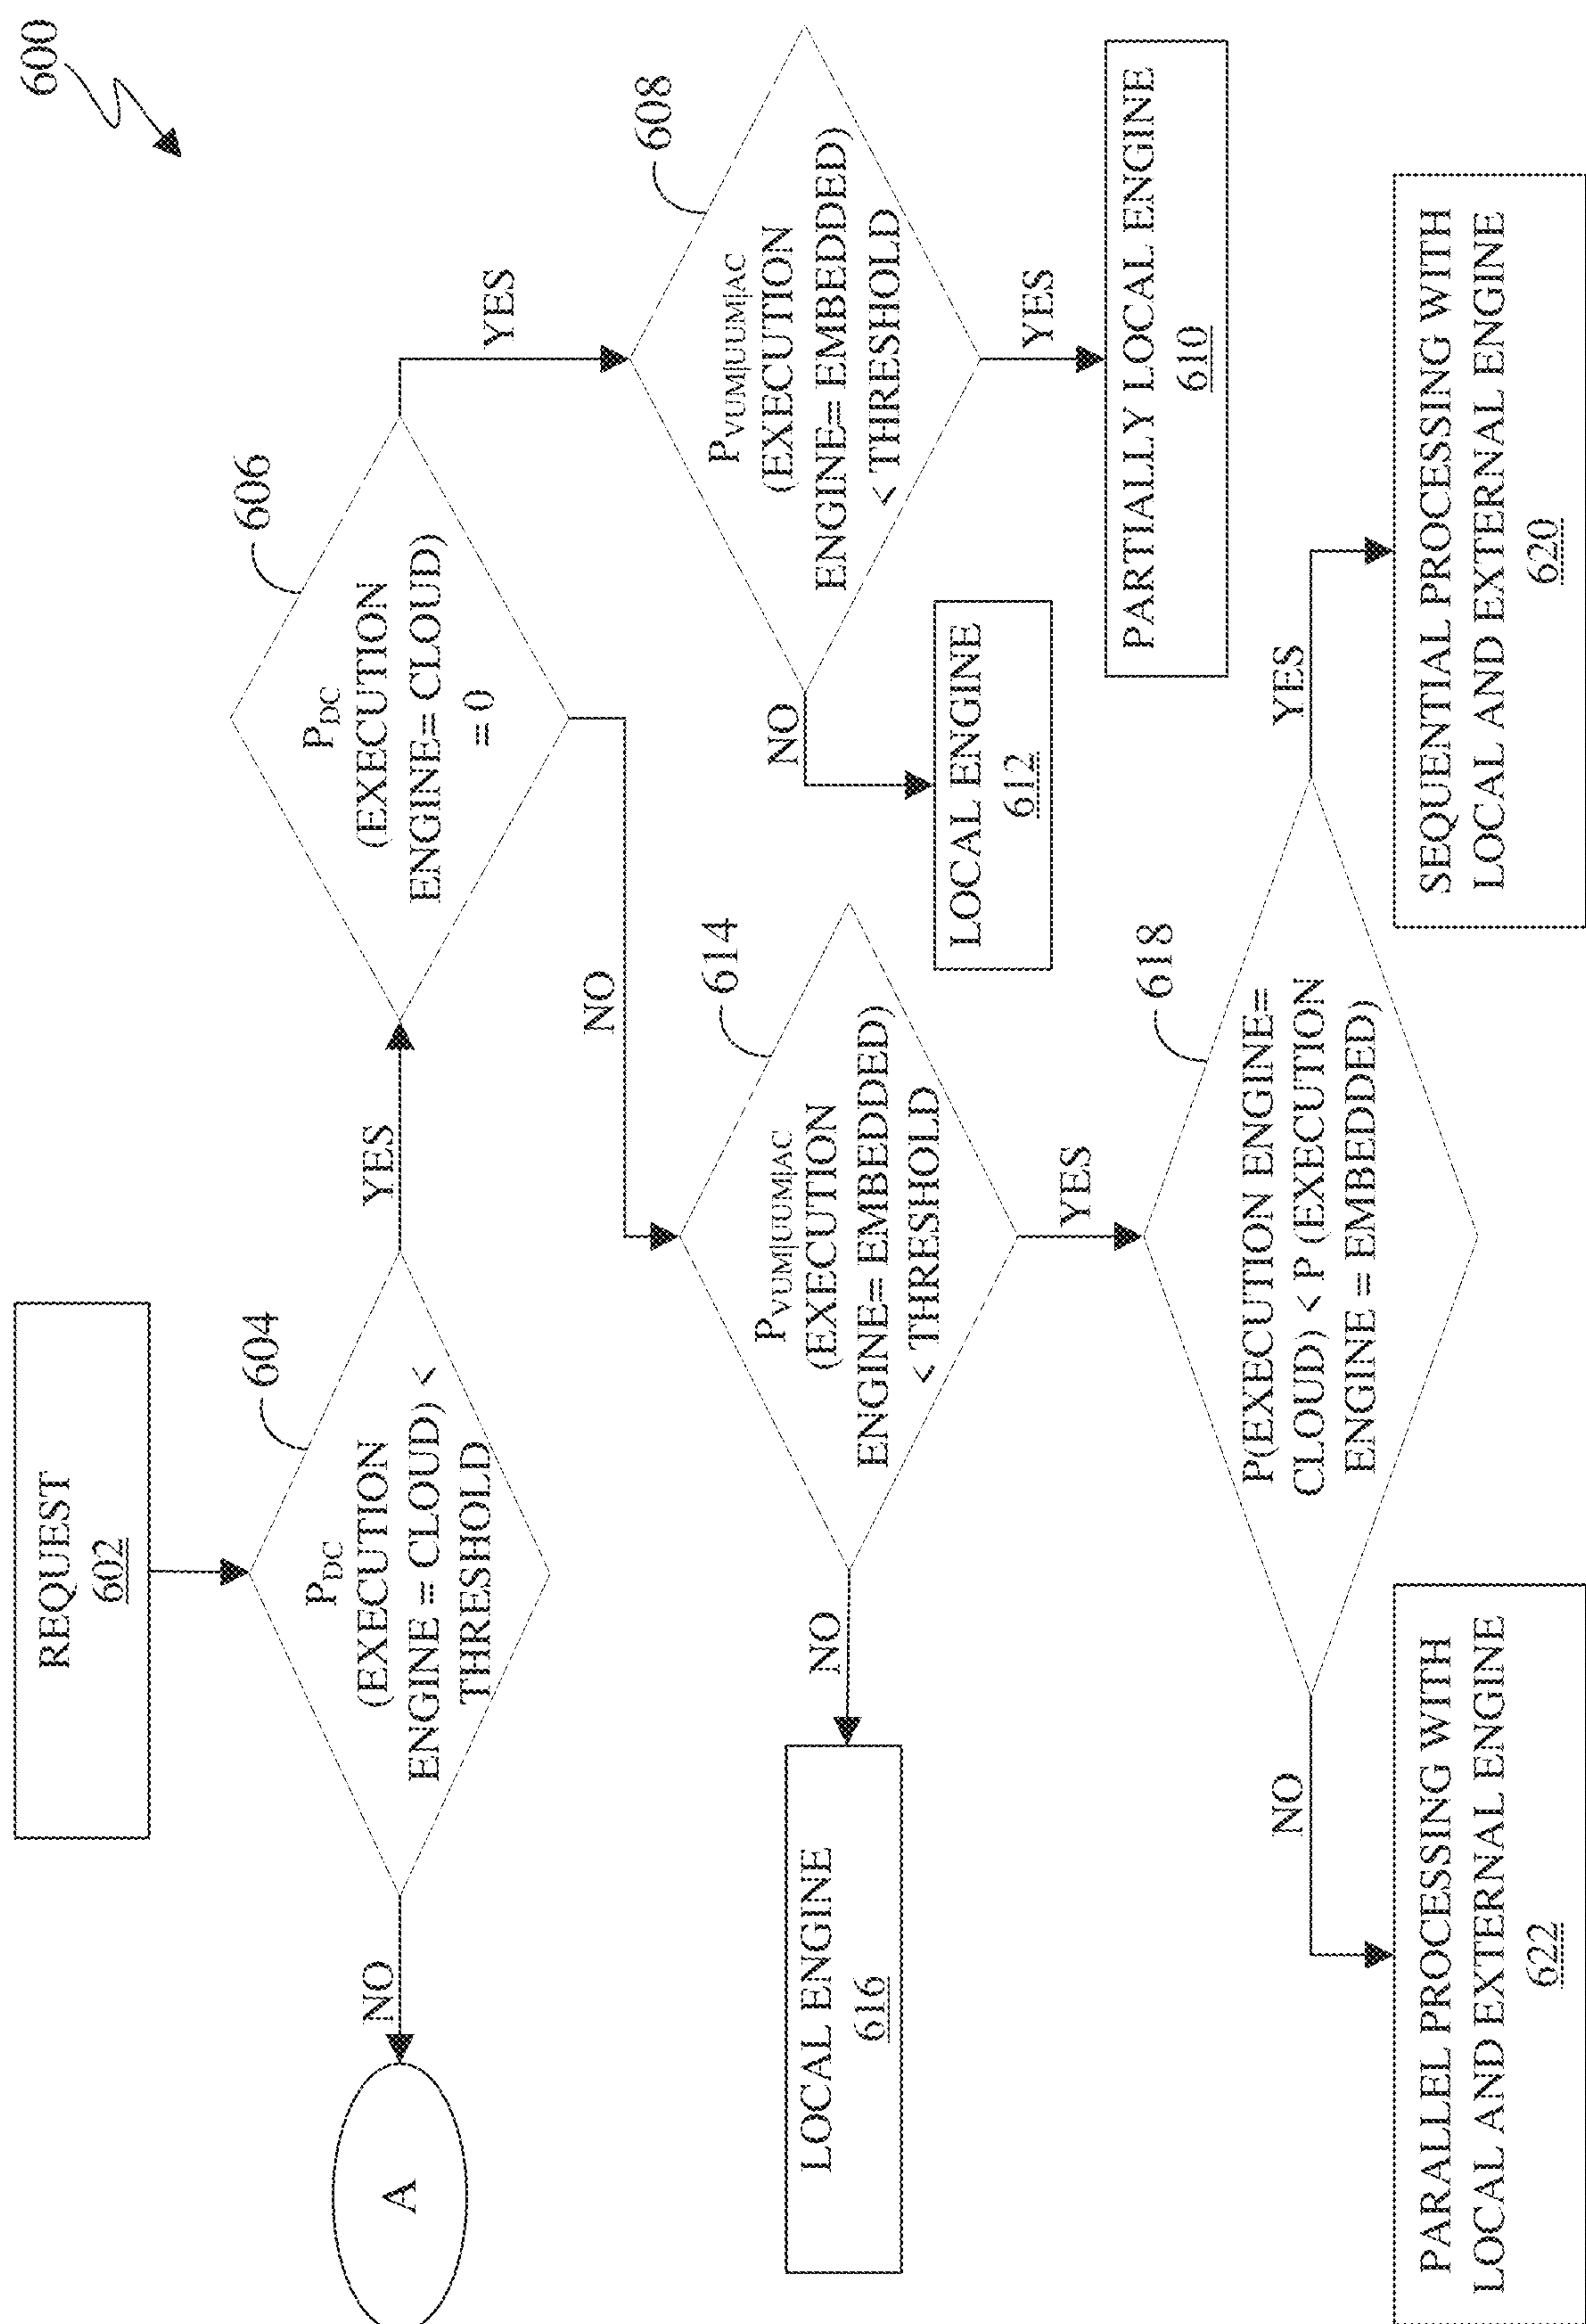 600
REQUEST
602
604
P_DC
(EXECUTION
ENGINE = CLOUD) <
THRESHOLD
NO
A
YES
606
P_DC
(EXECUTION
ENGINE= CLOUD)
= 0
YES
608
P_VUM|UUM|AC
(EXECUTION
ENGINE= EMBEDDED)
< THRESHOLD
YES
PARTIALLY LOCAL ENGINE
610
NO
LOCAL ENGINE
612
NO
614
P_VUM|UUM|AC
(EXECUTION
ENGINE= EMBEDDED)
< THRESHOLD
NO
LOCAL ENGINE
616
YES
618
P(EXECUTION ENGINE=
CLOUD) < P (EXECUTION
ENGINE = EMBEDDED)
YES
SEQUENTIAL PROCESSING WITH
LOCAL AND EXTERNAL ENGINE
620
NO
PARALLEL PROCESSING WITH
LOCAL AND EXTERNAL ENGINE
622